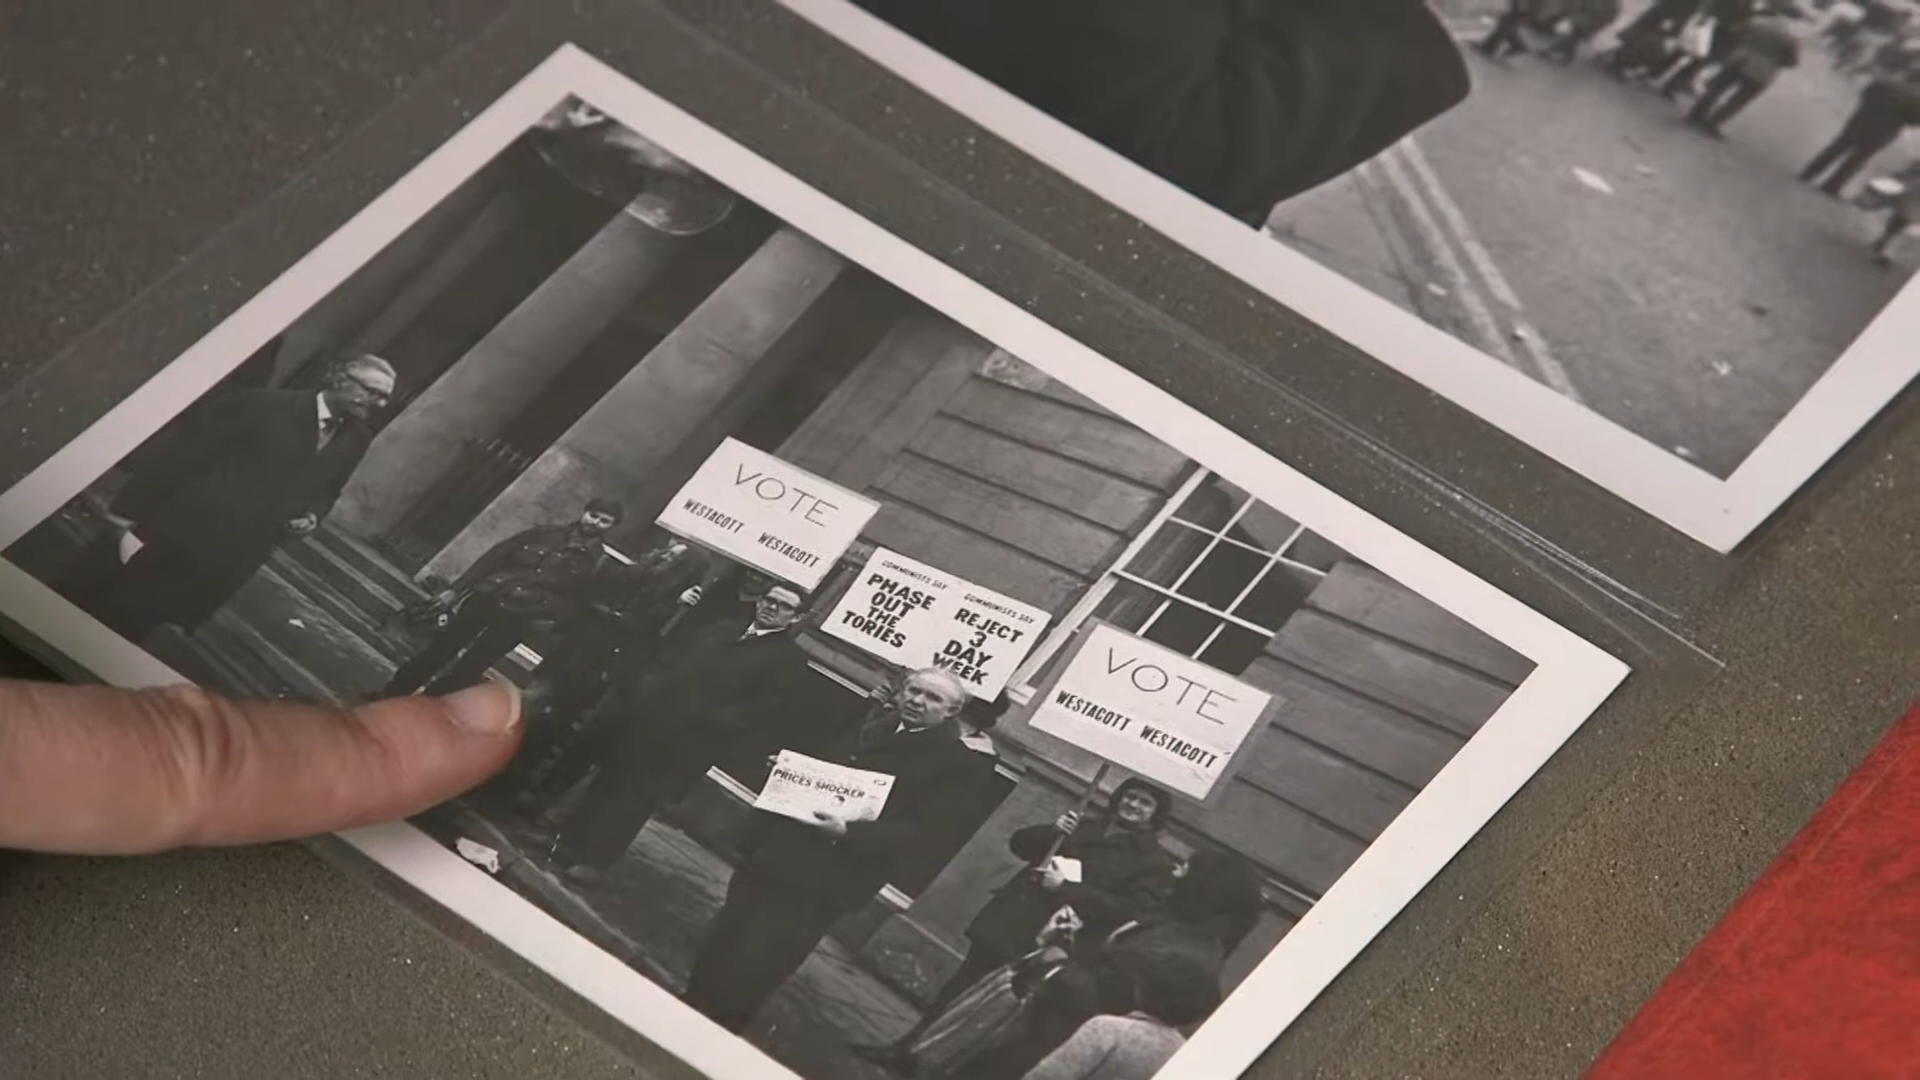 VOTE
WESTACOTT WESTACOTT
COMMUNISTS SAY
PHASE
OUT
THE
TORIES
COMMUNISTS SAY
REJECT
3
DAY
WEEK
VOTE
WESTACOTT WESTACOTT
PRICES SHOCKER